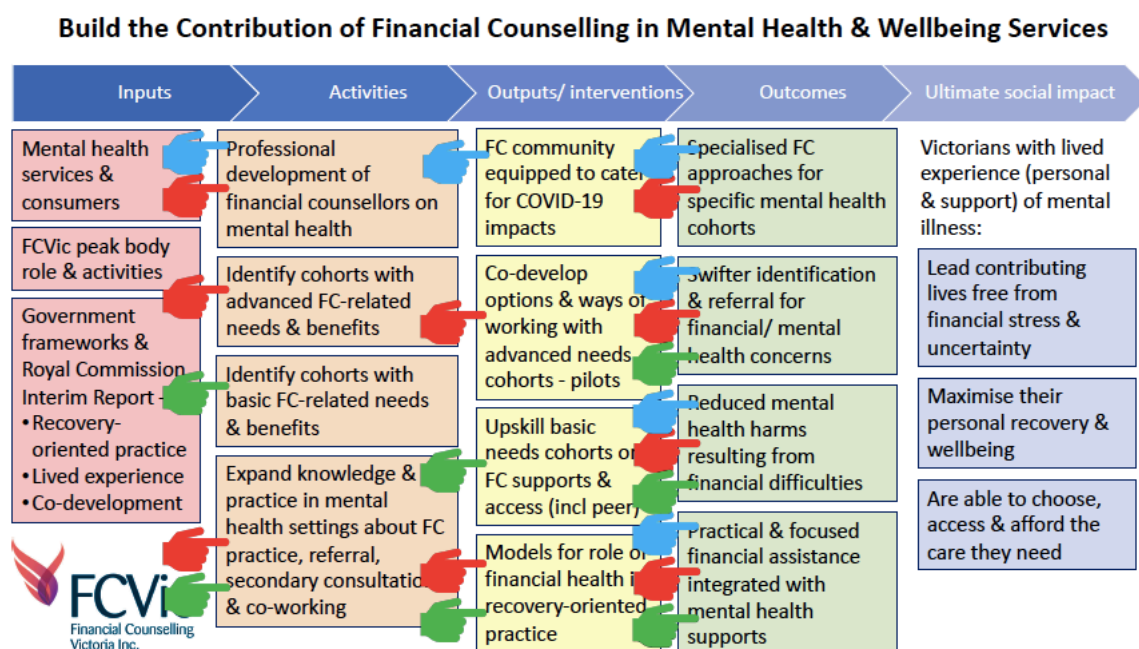 Build the Contribution of Financial Counselling in Mental Health & Wellbeing Services
Inputs
Activities
Outputs/ interventions
Outcomes
Ultimate social impact
Mental health
services &
consumers
FCVic peak body
role & activities
Government
frameworks &
Royal Commission
Interim Report -
• Recovery-
oriented practice
• Lived experience
• Co-development
FCVic
Financial Counselling
Victoria Inc.
Professional
development of
financial counsellors on
mental health
Identify cohorts with
advanced FC-related
needs & benefits
Identify cohorts with
basic FC-related needs
& benefits
Expand knowledge &
practice in mental
health settings about FC
practice, referral,
secondary consultation
& co-working
FC community
equipped to cater
for COVID-19
impacts
Co-develop
options & ways of
working with
advanced needs
cohorts - pilots
Upskill basic
needs cohorts on
FC supports &
access (incl peer)
Models for role of
financial health in
recovery-oriented
practice
Specialised FC
approaches for
specific mental health
cohorts
Swifter identification
& referral for
financial/ mental
health concerns
Reduced mental
health harms
resulting from
financial difficulties
Practical & focused
financial assistance
integrated with
mental health
supports
Victorians with lived
experience (personal
& support) of mental
illness:
Lead contributing
lives free from
financial stress &
uncertainty
Maximise their
personal recovery &
wellbeing
Are able to choose,
access & afford the
care they need